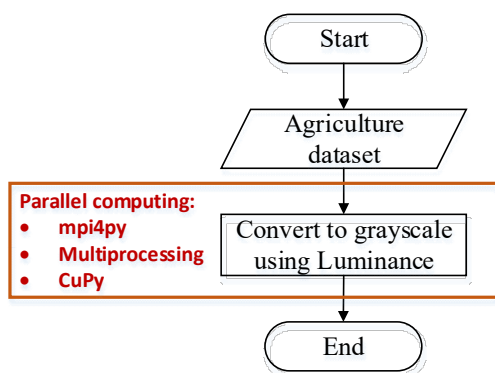 Start
Agriculture
dataset
Parallel computing:
• mpi4py
• Multiprocessing
• CuPy
Convert to grayscale
using Luminance
End